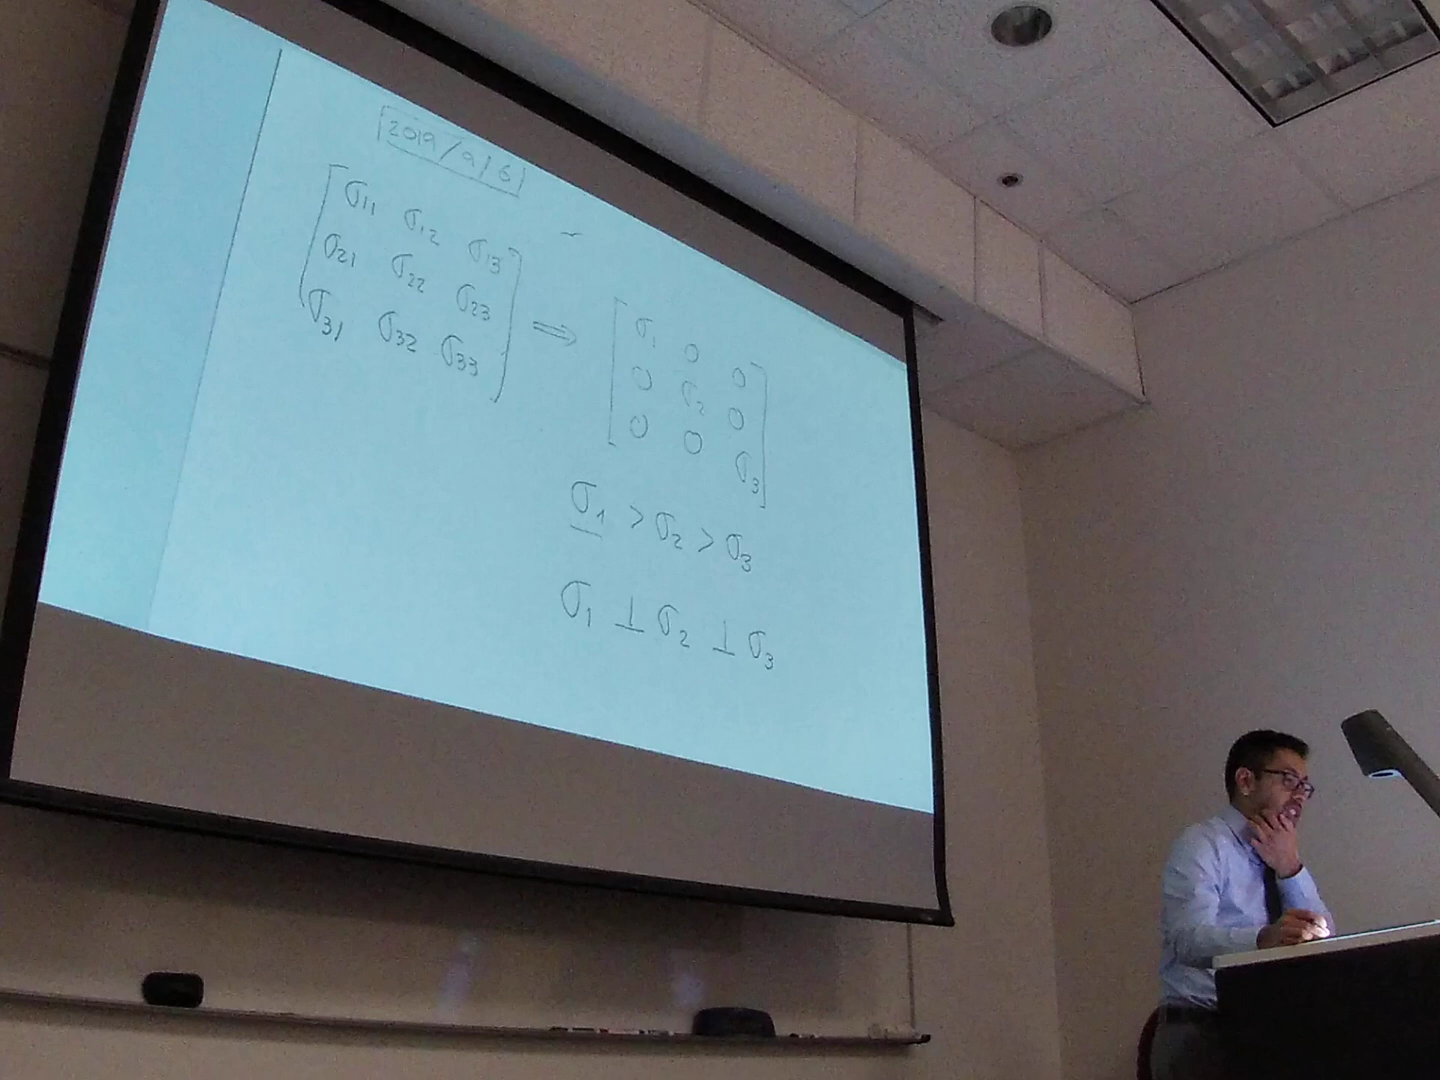 2019/9/6
σ11 σ12 σ13
σ21 σ22 σ23
σ31 σ32 σ33
⇒
σ1 0 0
0 σ2 0
0 0 σ3
σ1 > σ2 > σ3
σ1 ⊥ σ2 ⊥ σ3